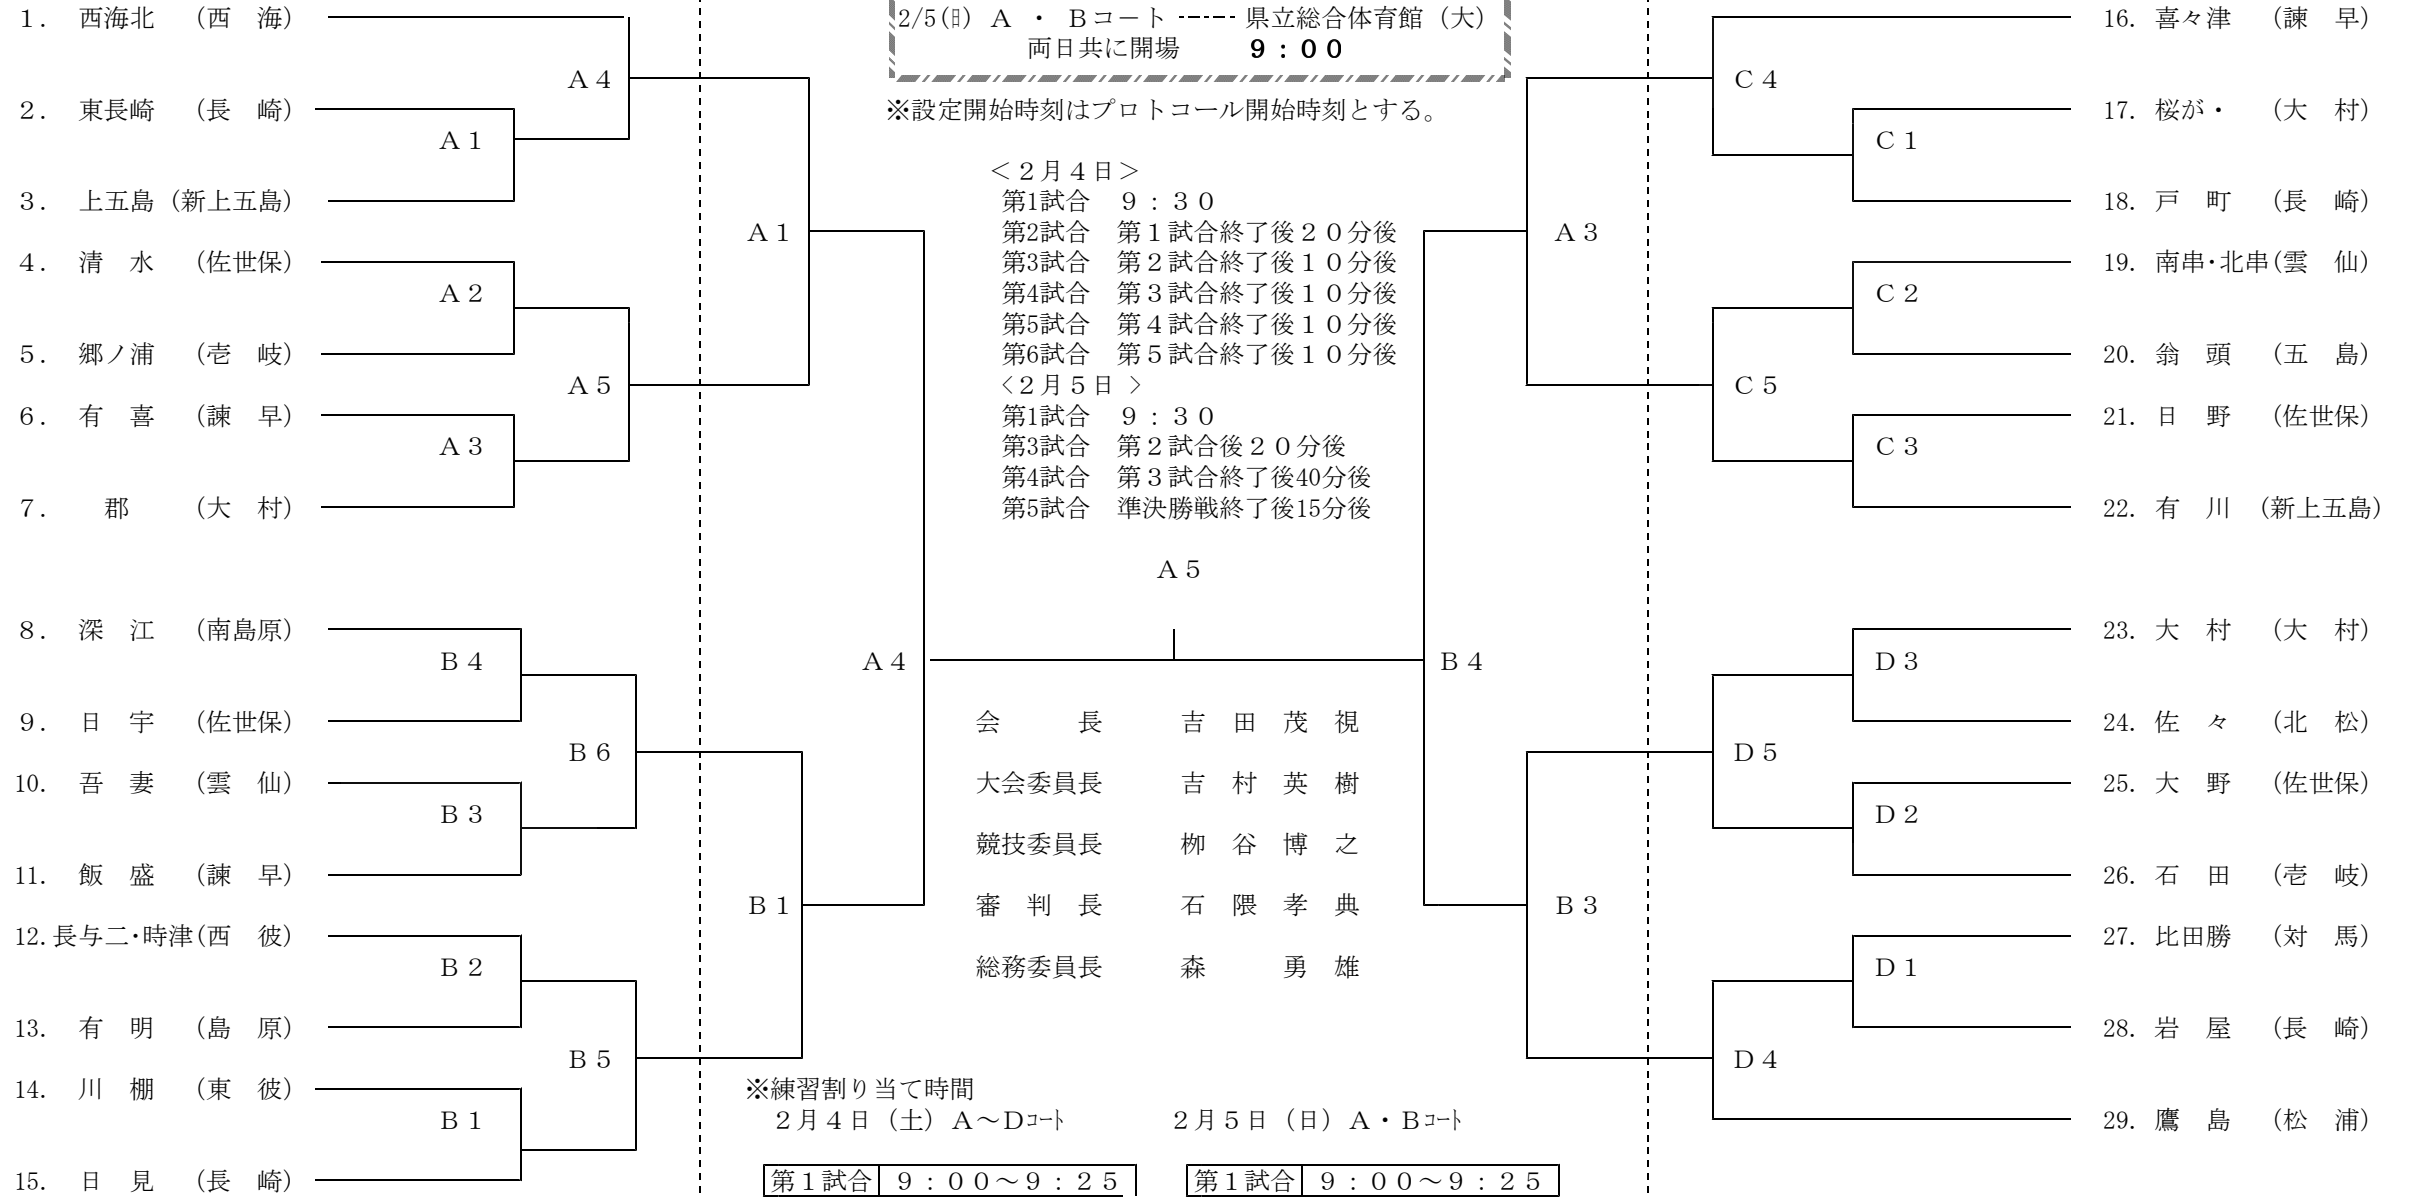 1. 西海北 (西 海)
A4
2. 東長崎 (長 崎)
A1
3. 上五島 (新上五島)
A1
4. 清 水 (佐世保)
A2
5. 郷ノ浦 (壱 岐)
A5
6. 有 喜 (諫 早)
A3
7. 郡 (大 村)
8. 深 江 (南島原)
B4
A4
9. 日 宇 (佐世保)
B6
10. 吾 妻 (雲 仙)
B3
11. 飯 盛 (諫 早)
B1
12. 長与二・時津(西 彼)
B2
13. 有 明 (島 原)
B5
14. 川 棚 (東 彼)
B1
15. 日 見 (長 崎)
2/5(日) A ・ Bコート ------ 県立総合体育館(大)
両日共に開場 9:00
※設定開始時刻はプロトコール開始時刻とする。
<2月4日>
第1試合 9:30
第2試合 第1試合終了後20分後
第3試合 第2試合終了後10分後
第4試合 第3試合終了後10分後
第5試合 第4試合終了後10分後
第6試合 第5試合終了後10分後
<2月5日 >
第1試合 9:30
第3試合 第2試合後20分後
第4試合 第3試合終了後40分後
第5試合 準決勝戦終了後15分後
A5
会 長 吉 田 茂 視
大会委員長 吉 村 英 樹
競技委員長 栁 谷 博 之
審 判 長 石 隈 孝 典
総務委員長 森 勇 雄
※練習割り当て時間
2月4日(土)A~Dコート 2月5日(日)A・Bコート
第1試合 9:00~9:25 第1試合 9:00~9:25
16. 喜々津 (諫 早)
C4
17. 桜が・ (大 村)
C1
18. 戸 町 (長 崎)
A3
19. 南串・北串(雲 仙)
C2
20. 翁 頭 (五 島)
C5
21. 日 野 (佐世保)
C3
22. 有 川 (新上五島)
23. 大 村 (大 村)
D3
B4
24. 佐 々 (北 松)
D5
25. 大 野 (佐世保)
D2
26. 石 田 (壱 岐)
B3
27. 比田勝 (対 馬)
D1
28. 岩 屋 (長 崎)
D4
29. 鷹 島 (松 浦)